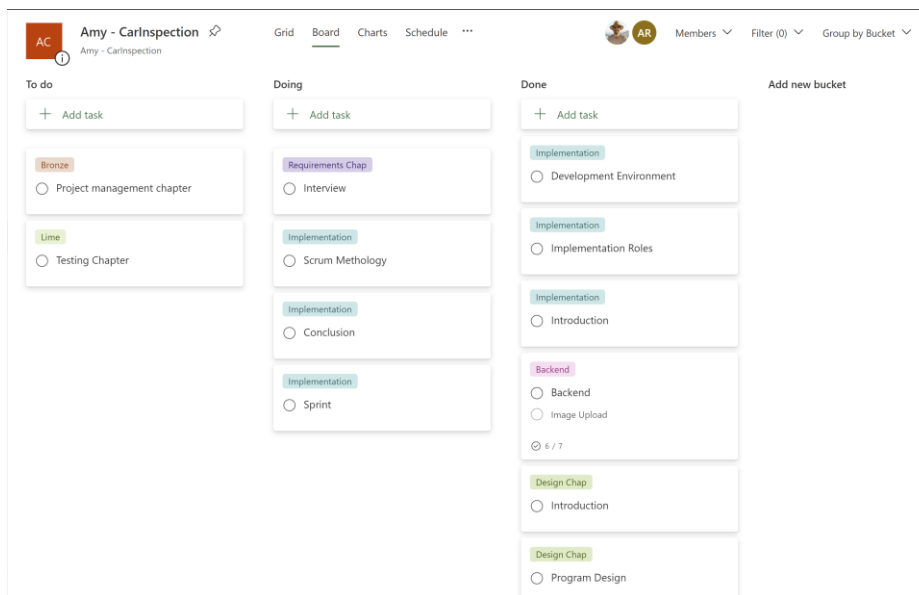 AC
Amy - CarInspection
Amy - CarInspection
Grid Board Charts Schedule ...
AR
Members
Filter (0)
Group by Bucket
To do
Add task
Bronze
Project management chapter
Lime
Testing Chapter
Doing
Add task
Requirements Chap
Interview
Implementation
Scrum Methology
Implementation
Conclusion
Implementation
Sprint
Done
Add task
Implementation
Development Environment
Implementation
Implementation Roles
Implementation
Introduction
Backend
Backend
Image Upload
6 / 7
Design Chap
Introduction
Design Chap
Program Design
Add new bucket